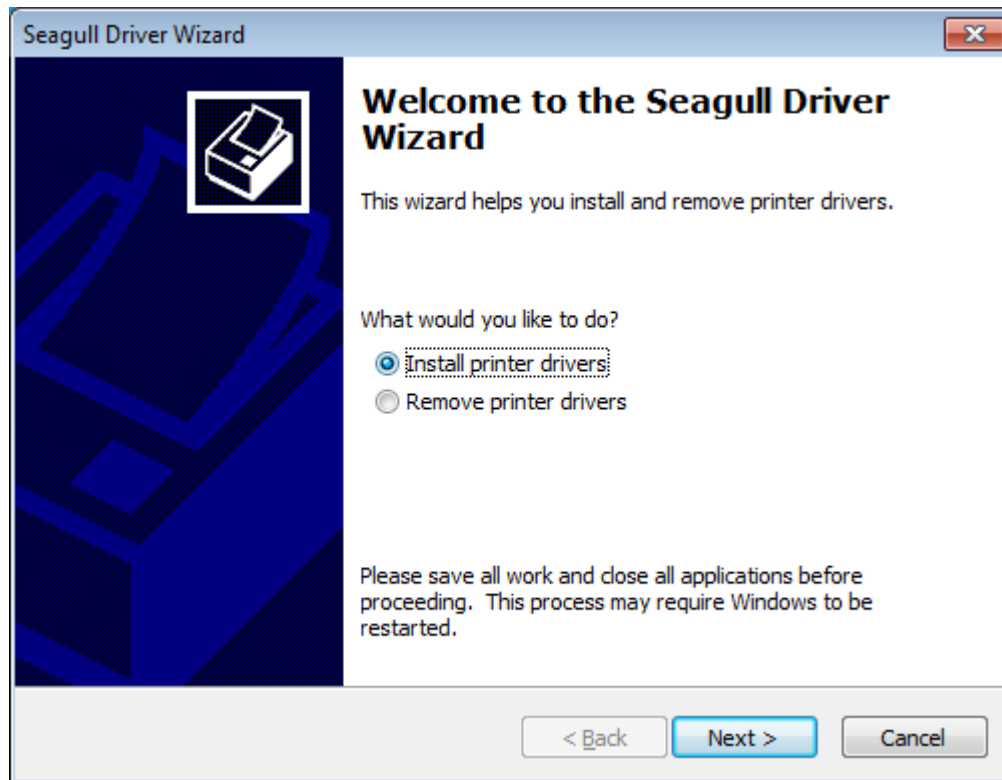 Seagull Driver Wizard
Welcome to the Seagull Driver
Wizard
This wizard helps you install and remove printer drivers.
What would you like to do?
Install printer drivers
Remove printer drivers
Please save all work and close all applications before
proceeding.  This process may require Windows to be
restarted.
< Back
Next >
Cancel